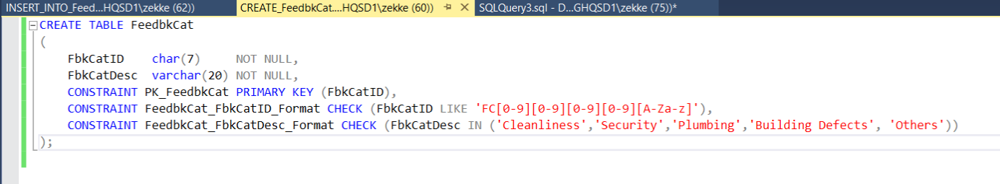 INSERT_INTO_Feed...HQSD1\zekke (62)) CREATE_FeedbkCat....HQSD1\zekke (60)) SQLQuery3.sql - D...GHQSD1\zekke (75))*
CREATE TABLE FeedbkCat
(
FbkCatID char(7) NOT NULL,
FbkCatDesc varchar(20) NOT NULL,
CONSTRAINT PK_FeedbkCat PRIMARY KEY (FbkCatID),
CONSTRAINT FeedbkCat_FbkCatID_Format CHECK (FbkCatID LIKE 'FC[0-9][0-9][0-9][0-9][A-Za-z]'),
CONSTRAINT FeedbkCat_FbkCatDesc_Format CHECK (FbkCatDesc IN ('Cleanliness','Security','Plumbing','Building Defects', 'Others'))
);